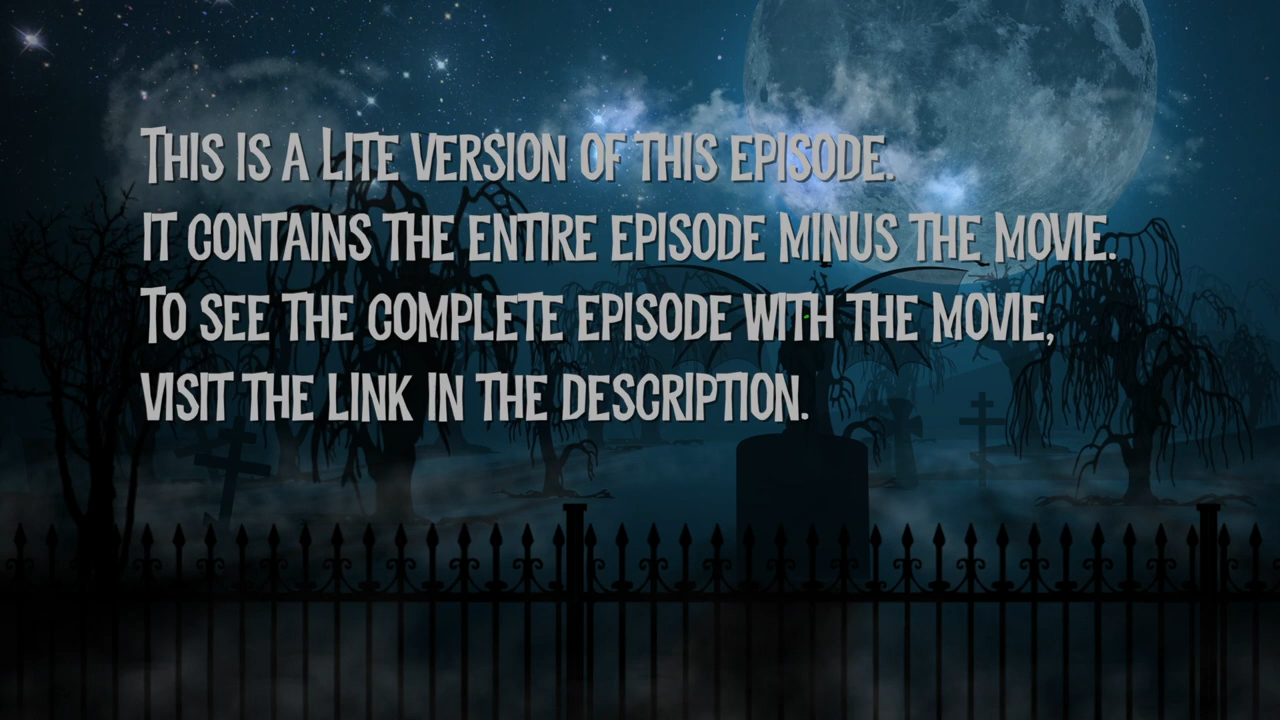 This is a Lite version of this episode.
It contains the entire episode minus the movie.
To see the complete episode with the movie,
visit the link in the description.